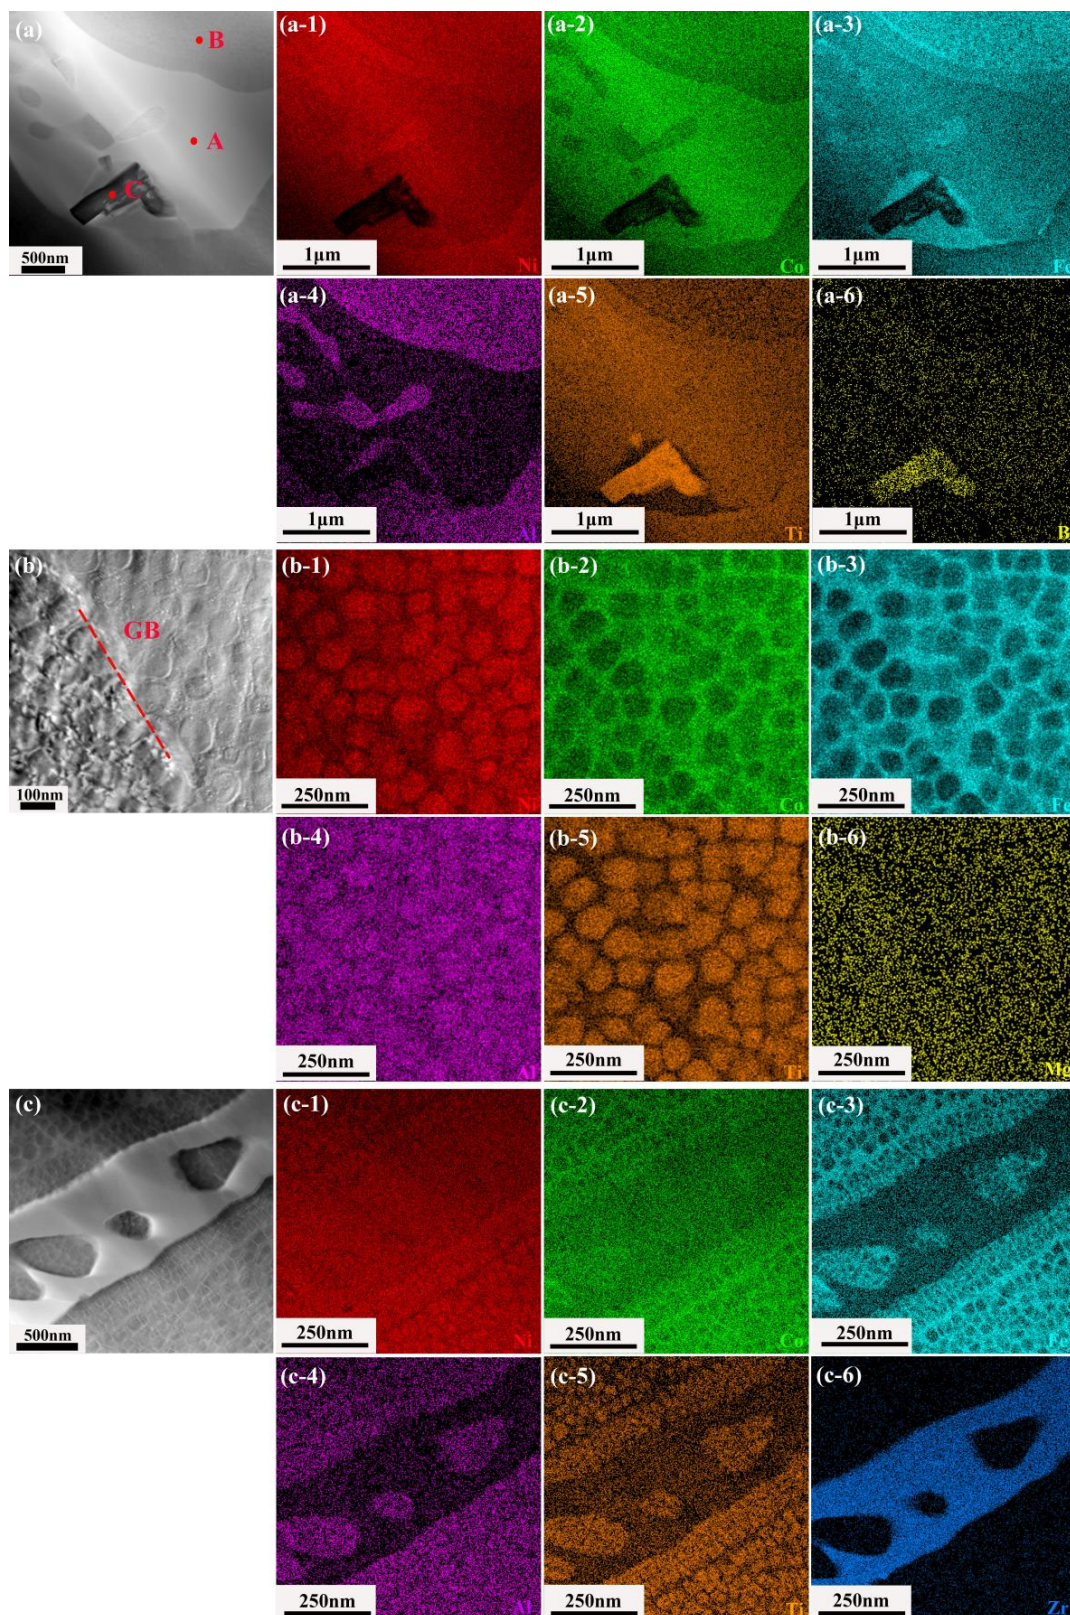 (a) B A C 500nm
(a-1) 1μm Ni
(a-2) 1μm Co
(a-3) 1μm Fe
(a-4) 1μm Al
(a-5) 1μm Ti
(a-6) 1μm B
(b) GB 100nm
(b-1) 250nm Ni
(b-2) 250nm Co
(b-3) 250nm Fe
(b-4) 250nm Al
(b-5) 250nm Ti
(b-6) 250nm Mg
(c) 500nm
(c-1) 250nm Ni
(c-2) 250nm Co
(c-3) 250nm Fe
(c-4) 250nm Al
(c-5) 250nm Ti
(c-6) 250nm Zr